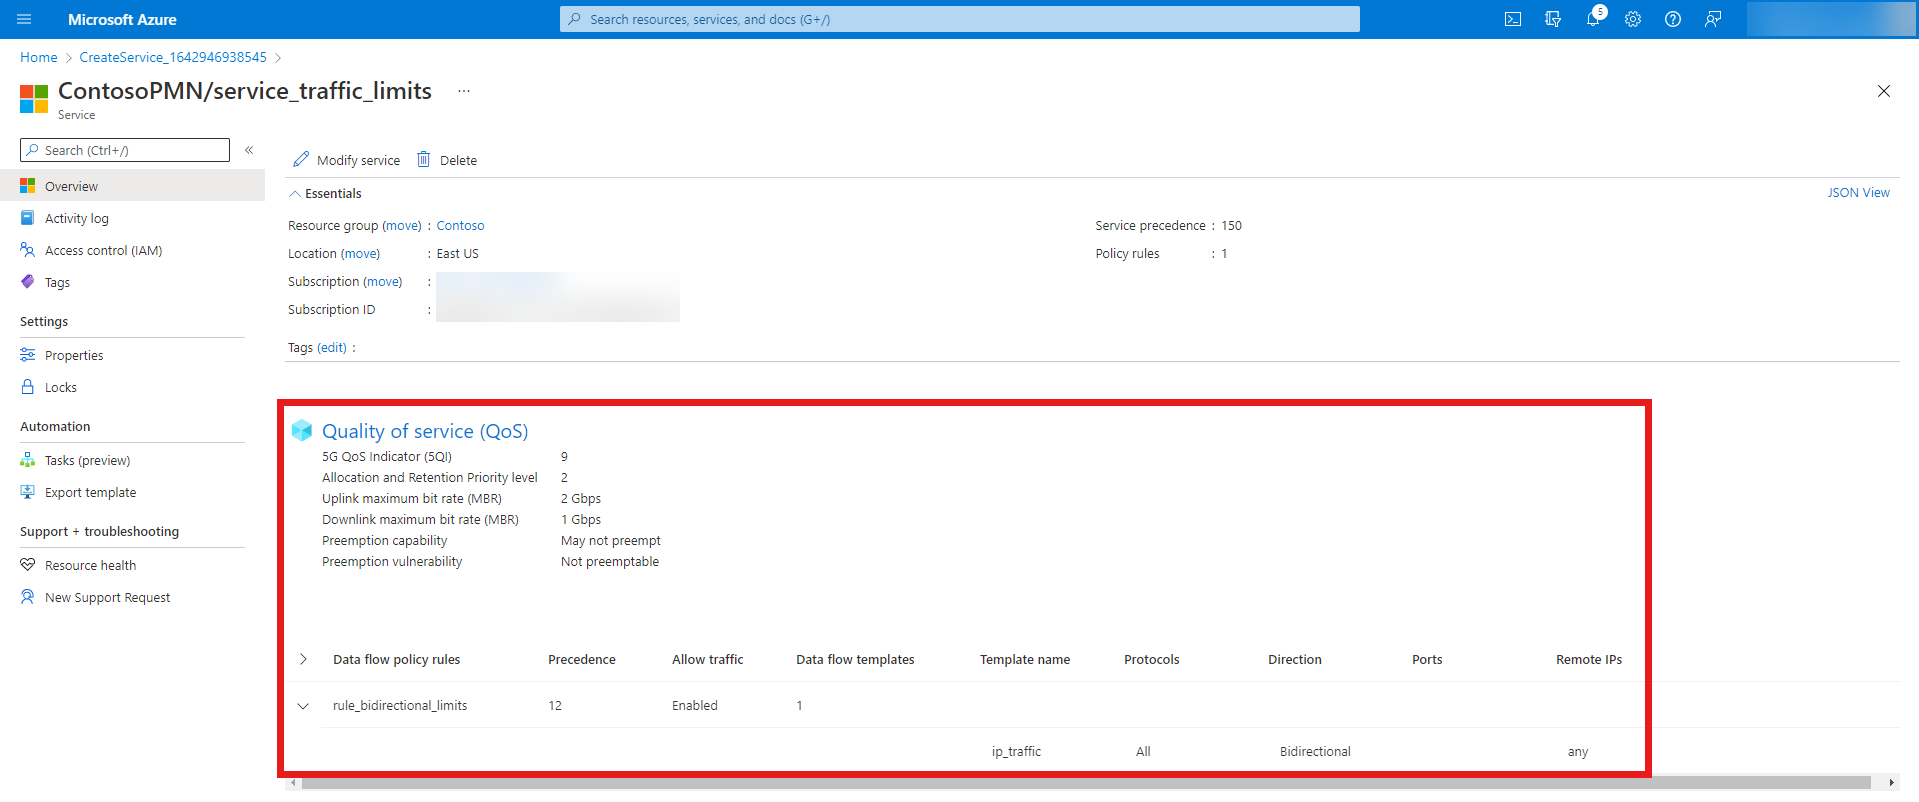 Microsoft Azure
Search resources, services, and docs (G+/)
5
Home > CreateService_1642946938545 >
ContosoPMN/service_traffic_limits ...
Service
Search (Ctrl+/) «
Overview
Activity log
Access control (IAM)
Tags
Settings
Properties
Locks
Automation
Tasks (preview)
Export template
Support + troubleshooting
Resource health
New Support Request
Modify service Delete
Essentials JSON View
Resource group (move) : Contoso
Location (move) : East US
Subscription (move) :
Subscription ID :
Service precedence : 150
Policy rules : 1
Tags (edit) :
Quality of service (QoS)
5G QoS Indicator (5QI) 9
Allocation and Retention Priority level 2
Uplink maximum bit rate (MBR) 2 Gbps
Downlink maximum bit rate (MBR) 1 Gbps
Preemption capability May not preempt
Preemption vulnerability Not preemptable
Data flow policy rules Precedence Allow traffic Data flow templates Template name Protocols Direction Ports Remote IPs
rule_bidirectional_limits 12 Enabled 1
ip_traffic All Bidirectional any